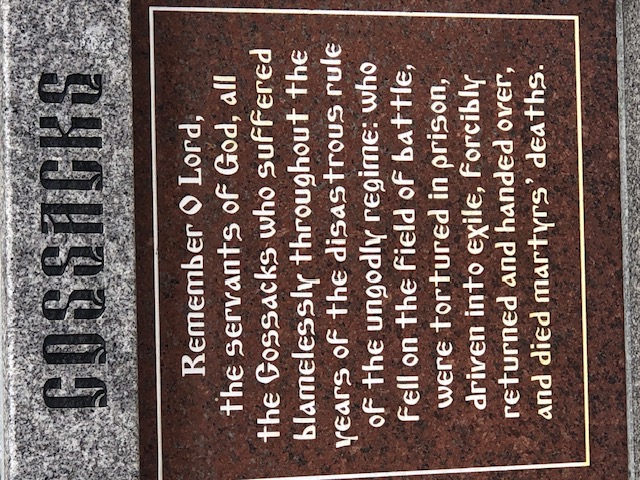 COSSACKS
Remember O Lord,
the servants of God, all
the Cossacks who suffered
blamelessly throughout the
years of the disastrous rule
of the ungodly regime: who
fell on the field of battle,
were tortured in prison,
driven into exile, forcibly
returned and handed over,
and died martyrs' deaths.